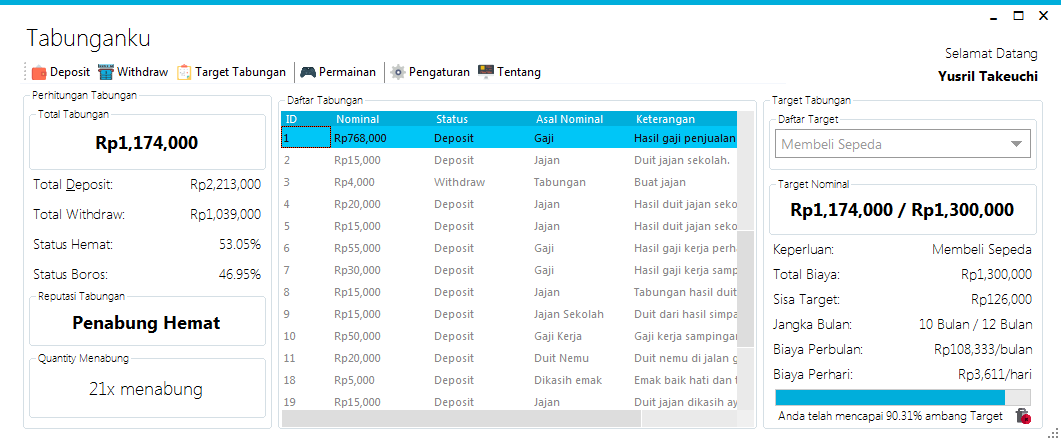 Tabunganku
Selamat Datang
Yusril Takeuchi
Deposit Withdraw Target Tabungan Permainan Pengaturan Tentang
Perhitungan Tabungan
Total Tabungan
Rp1,174,000
Total Deposit: Rp2,213,000
Total Withdraw: Rp1,039,000
Status Hemat: 53.05%
Status Boros: 46.95%
Reputasi Tabungan
Penabung Hemat
Quantity Menabung
21x menabung
Daftar Tabungan
ID Nominal Status Asal Nominal Keterangan
1 Rp768,000 Deposit Gaji Hasil gaji penjualan
2 Rp15,000 Deposit Jajan Duit jajan sekolah.
3 Rp4,000 Withdraw Tabungan Buat jajan
4 Rp20,000 Deposit Jajan Hasil duit jajan seko
5 Rp15,000 Deposit Jajan Hasil duit jajan seko
6 Rp55,000 Deposit Gaji Hasil gaji kerja perh
7 Rp30,000 Deposit Gaji Hasil gaji kerja samp
8 Rp15,000 Deposit Jajan Tabungan hasil duit
9 Rp15,000 Deposit Jajan Sekolah Duit dari hasil simpa
10 Rp50,000 Deposit Gaji Kerja Gaji kerja sampingan
11 Rp20,000 Deposit Duit Nemu Duit nemu di jalan g
18 Rp5,000 Deposit Dikasih emak Emak baik hati dan t
19 Rp15,000 Deposit Jajan Duit jajan dikasih ay
Target Tabungan
Daftar Target
Membeli Sepeda
Target Nominal
Rp1,174,000 / Rp1,300,000
Keperluan: Membeli Sepeda
Total Biaya: Rp1,300,000
Sisa Target: Rp126,000
Jangka Bulan: 10 Bulan / 12 Bulan
Biaya Perbulan: Rp108,333/bulan
Biaya Perhari: Rp3,611/hari
Anda telah mencapai 90.31% ambang Target